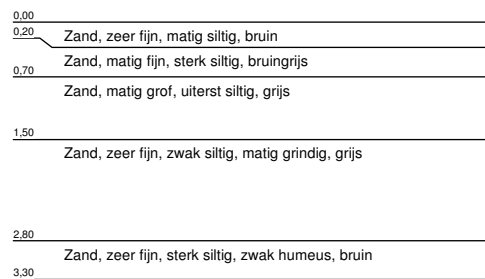 0,00
0,20
Zand, zeer fijn, matig siltig, bruin
Zand, matig fijn, sterk siltig, bruingrijs
0,70
Zand, matig grof, uiterst siltig, grijs
1,50
Zand, zeer fijn, zwak siltig, matig grindig, grijs
2,80
Zand, zeer fijn, sterk siltig, zwak humeus, bruin
3,30